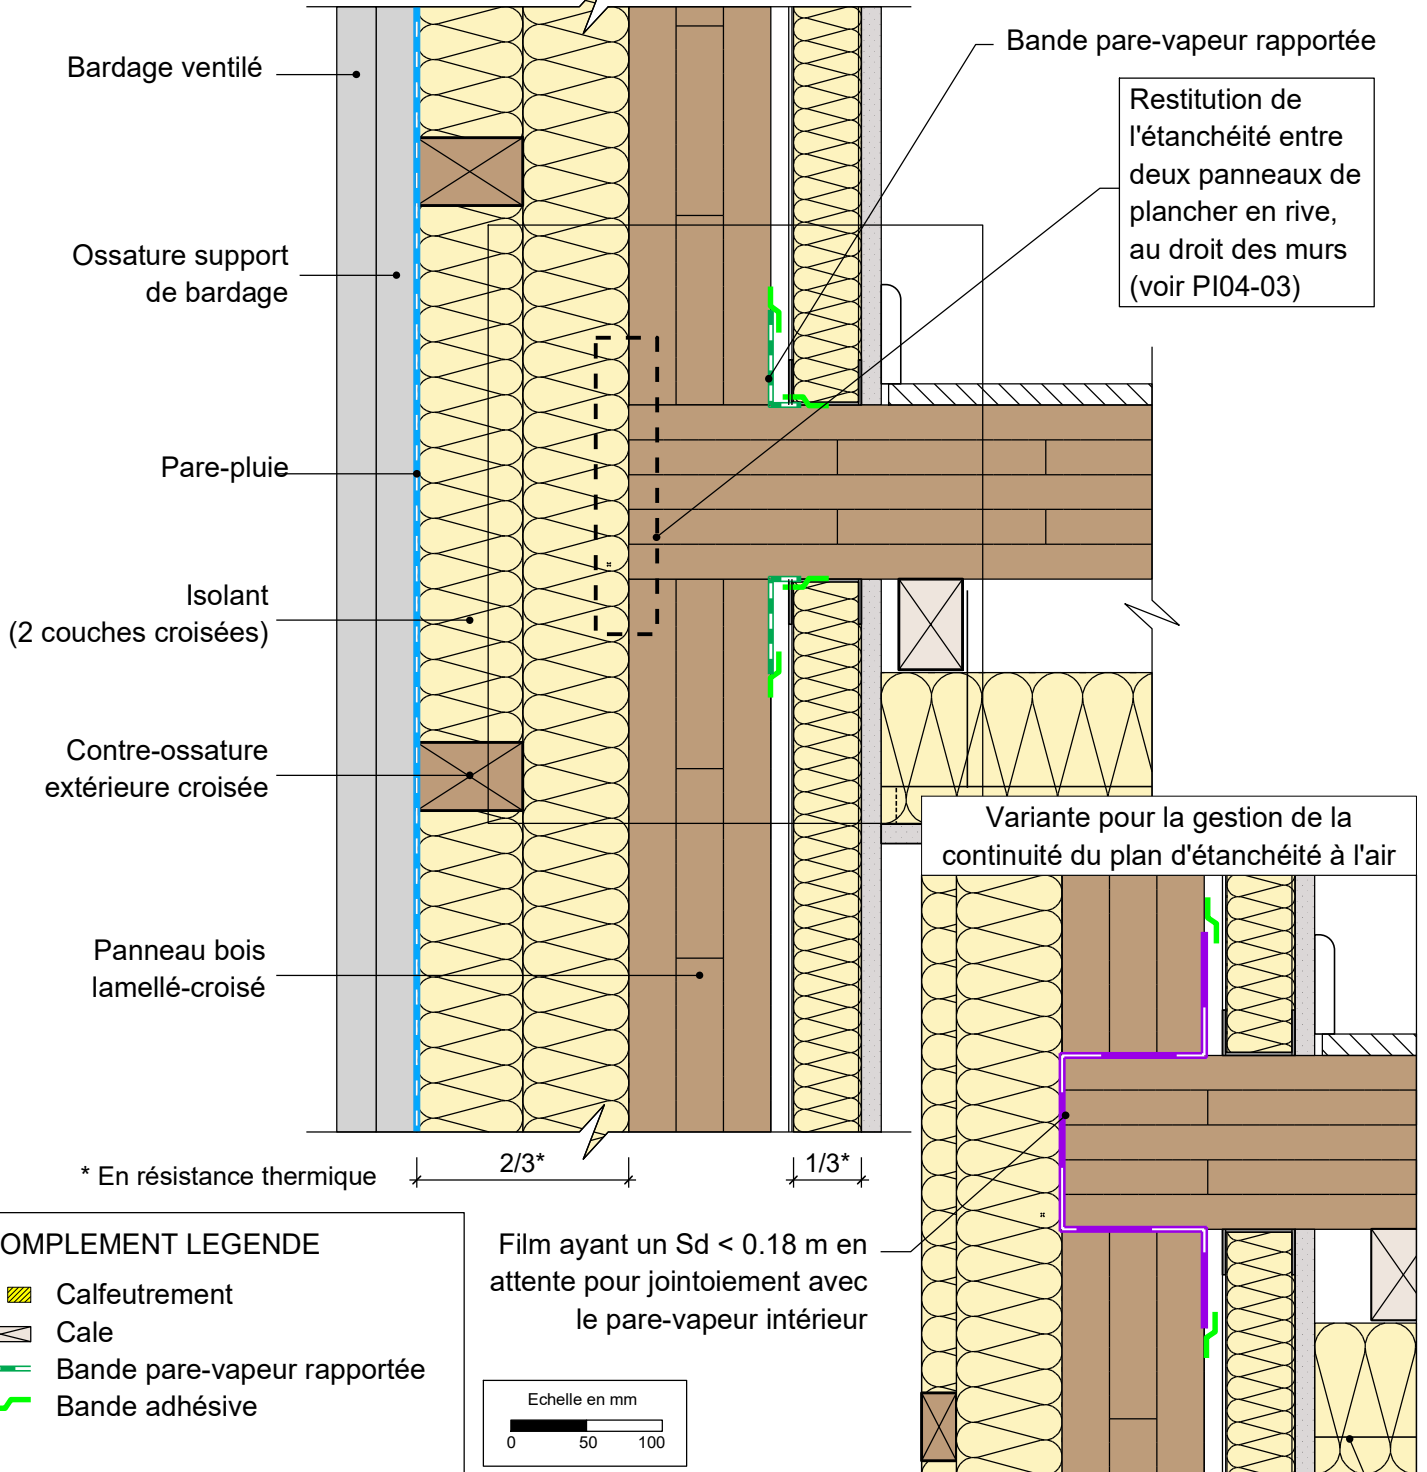 Bande pare-vapeur rapportée
Bardage ventilé
Restitution de
l'étanchéité entre
deux panneaux de
plancher en rive,
au droit des murs
(voir PI04-03)
Ossature support
de bardage
Pare-pluie
Isolant
(2 couches croisées)
Contre-ossature
extérieure croisée
Variante pour la gestion de la
continuité du plan d'étanchéité à l'air
Panneau bois
lamellé-croisé
* En résistance thermique
2/3*
1/3*
OMPLEMENT LEGENDE
Calfeutrement
Cale
Bande pare-vapeur rapportée
Bande adhésive
Film ayant un Sd < 0.18 m en
attente pour jointoiement avec
le pare-vapeur intérieur
Echelle en mm
0 50 100